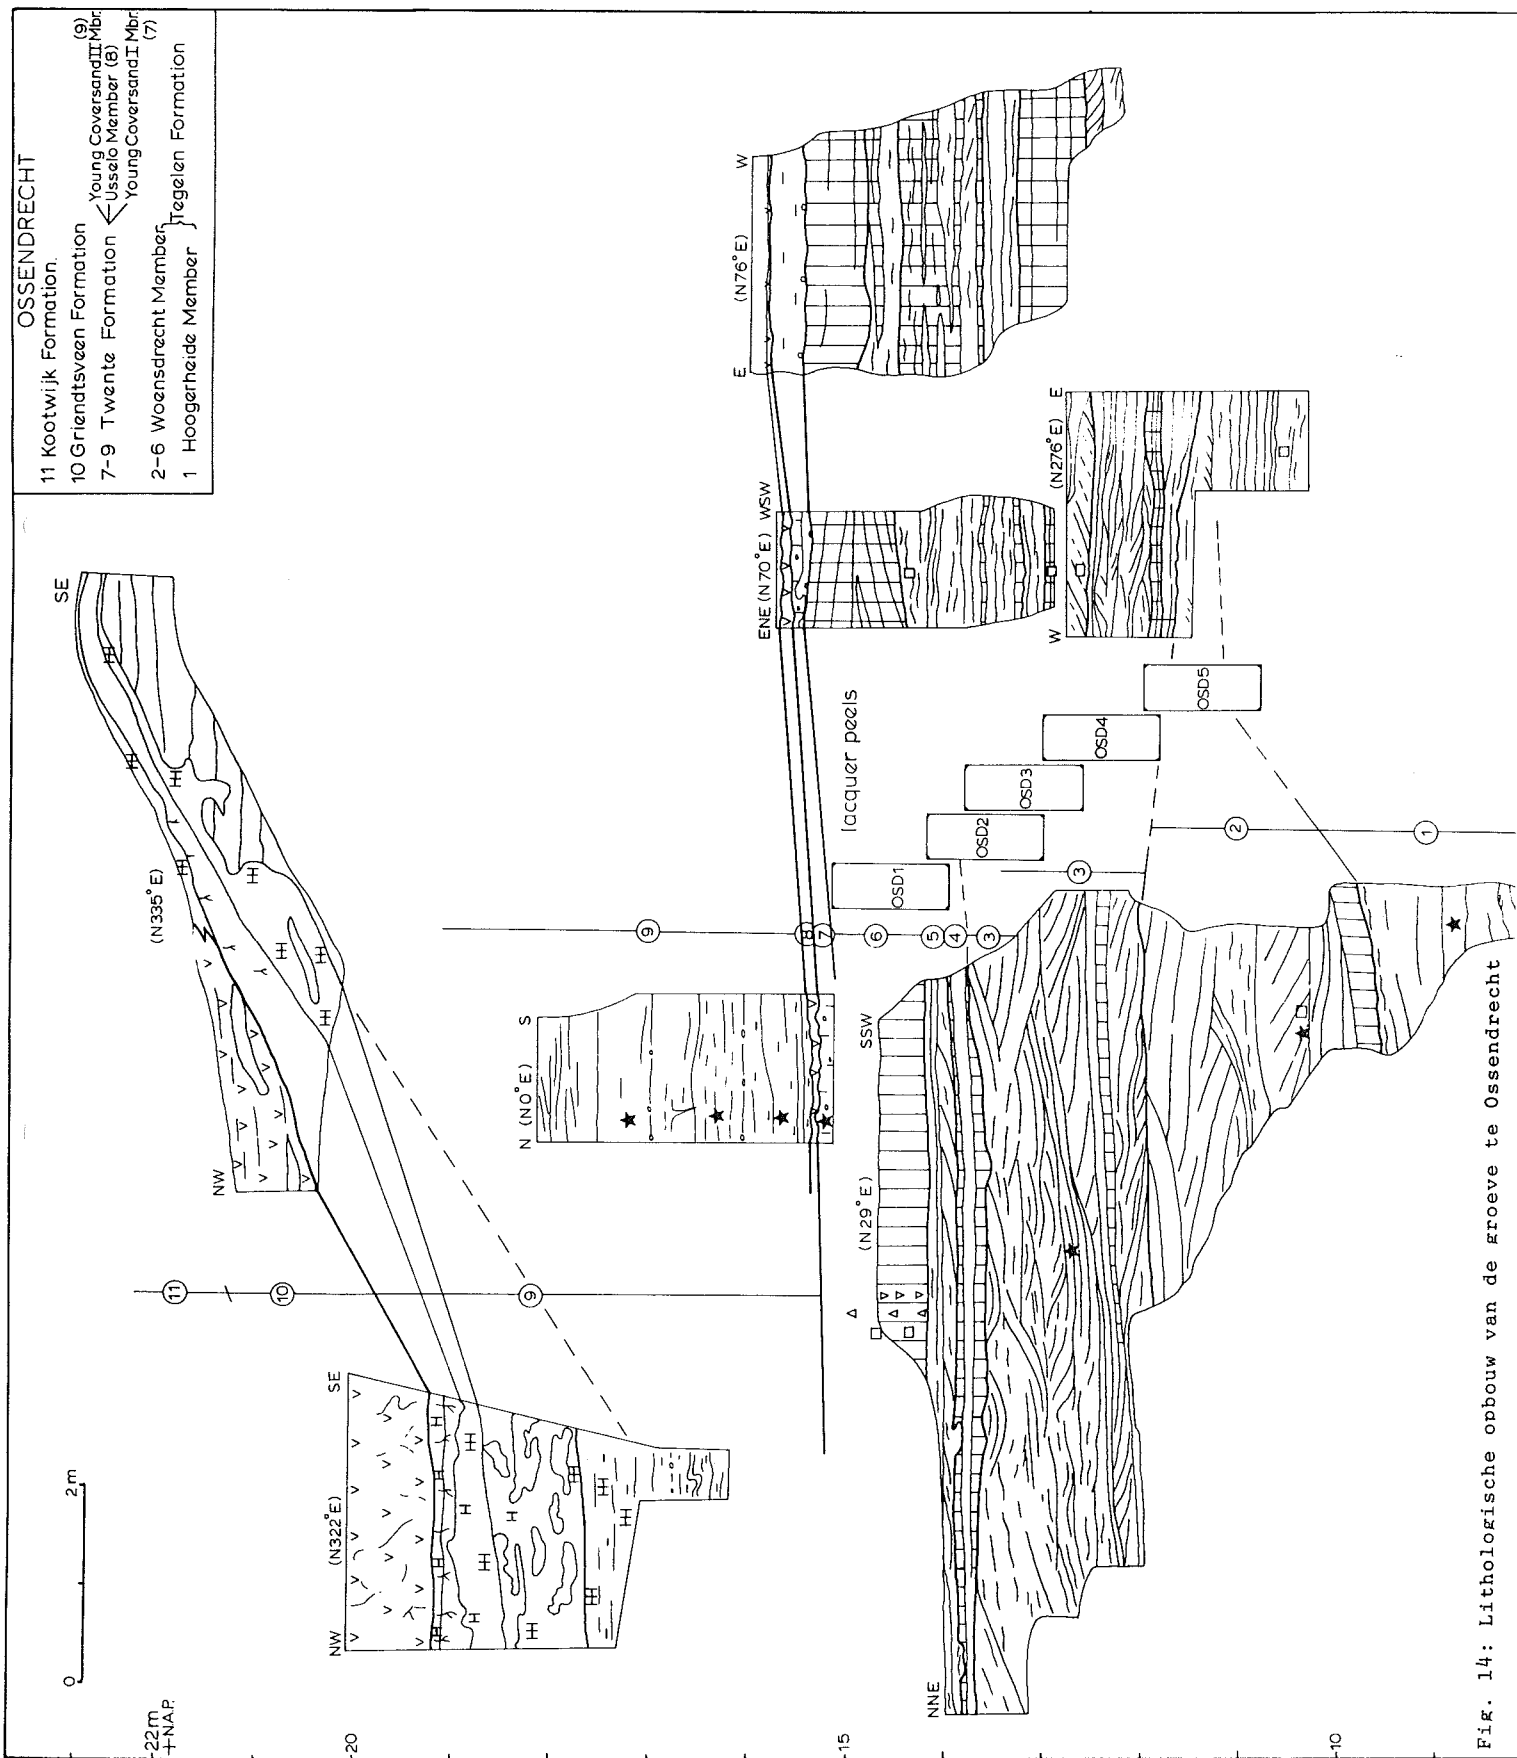 OSSENDRECHT
11 Kootwijk Formation.
10 Griendtsveen Formation
7-9 Twente Formation
Young Coversand II Mbr. (9)
Usselo Member (8)
Young Coversand I Mbr. (7)
2-6 Woensdrecht Member
1 Hoogerheide Member
Tegelen Formation
0 2m
22m
+N.A.P.
20
15
10
NW (N322°E) SE
NW (N335°E) SE
11
10
9
N (N0°E) S
9
8
7
6
5
4
3
3
2
1
NNE (N29°E) SSW
lacquer peels
OSD1
OSD2
OSD3
OSD4
OSD5
ENE (N70°E) WSW
W (N276°E) E
E (N76°E) W
Fig. 14: Lithologische opbouw van de groeve te Ossendrecht